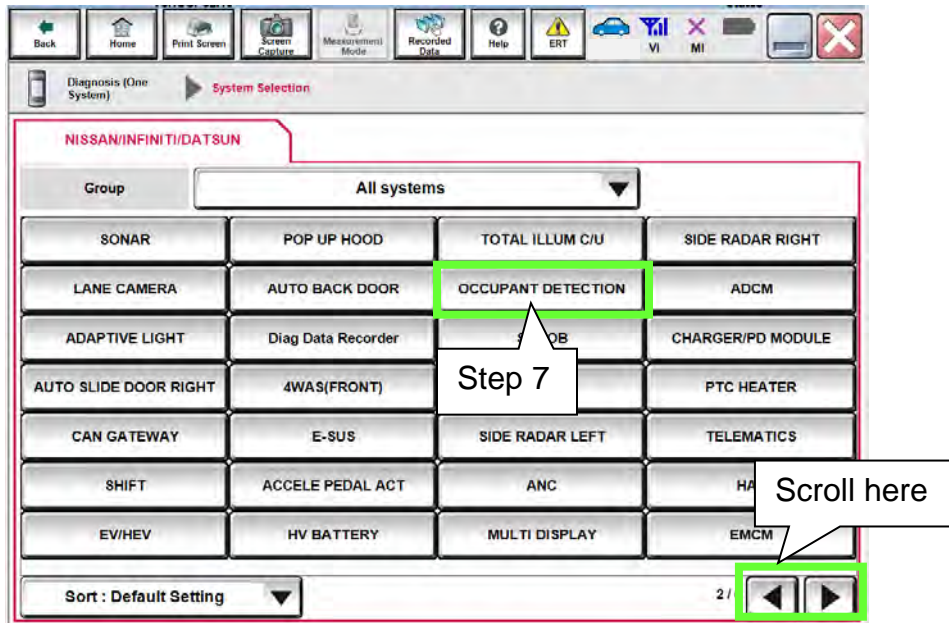 Back
Home
Print Screen
Screen Capture
Measurement Mode
Recorded Data
Help
ERT
VI
MI
Diagnosis (One System)
System Selection
NISSAN/INFINITI/DATSUN
Group
All systems
SONAR
POP UP HOOD
TOTAL ILLUM C/U
SIDE RADAR RIGHT
LANE CAMERA
AUTO BACK DOOR
OCCUPANT DETECTION
ADCM
ADAPTIVE LIGHT
Diag Data Recorder
CHARGER/PD MODULE
AUTO SLIDE DOOR RIGHT
4WAS(FRONT)
Step 7
PTC HEATER
CAN GATEWAY
E-SUS
SIDE RADAR LEFT
TELEMATICS
SHIFT
ACCELE PEDAL ACT
ANC
Scroll here
EV/HEV
HV BATTERY
MULTI DISPLAY
EMCM
Sort : Default Setting
2/